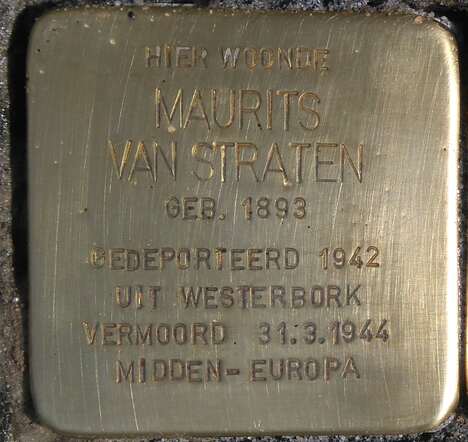 HIER WOONDE
MAURITS
VAN STRATEN
GEB. 1893
GEDEPORTEERD 1942
UIT WESTERBORK
VERMOORD 31.3.1944
MIDDEN-EUROPA